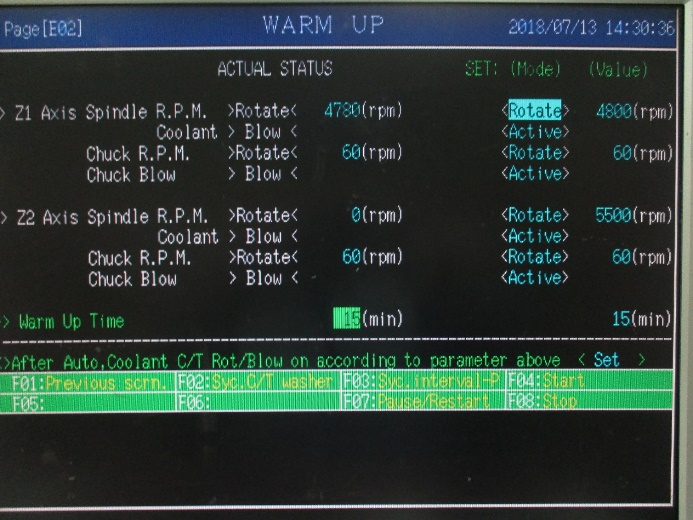 Page[E02] WARM UP 2018/07/13 14:30:36
ACTUAL STATUS SET: (Mode) (Value)
> Z1 Axis Spindle R.P.M. >Rotate< 4780(rpm) <Rotate> 4800(rpm)
Coolant > Blow < <Active>
Chuck R.P.M. >Rotate< 60(rpm) <Rotate> 60(rpm)
Chuck Blow > Blow < <Active>
> Z2 Axis Spindle R.P.M. >Rotate< 0(rpm) <Rotate> 5500(rpm)
Coolant > Blow < <Active>
Chuck R.P.M. >Rotate< 60(rpm) <Rotate> 60(rpm)
Chuck Blow > Blow < <Active>
> Warm Up Time 15(min) 15(min)
>After Auto,Coolant C/T Rot/Blow on according to parameter above < Set >
F01:Previous scrn. F02:Syc.C/T washer F03:Syc.interval-P F04:Start
F05: F06: F07:Pause/Restart F08:Stop